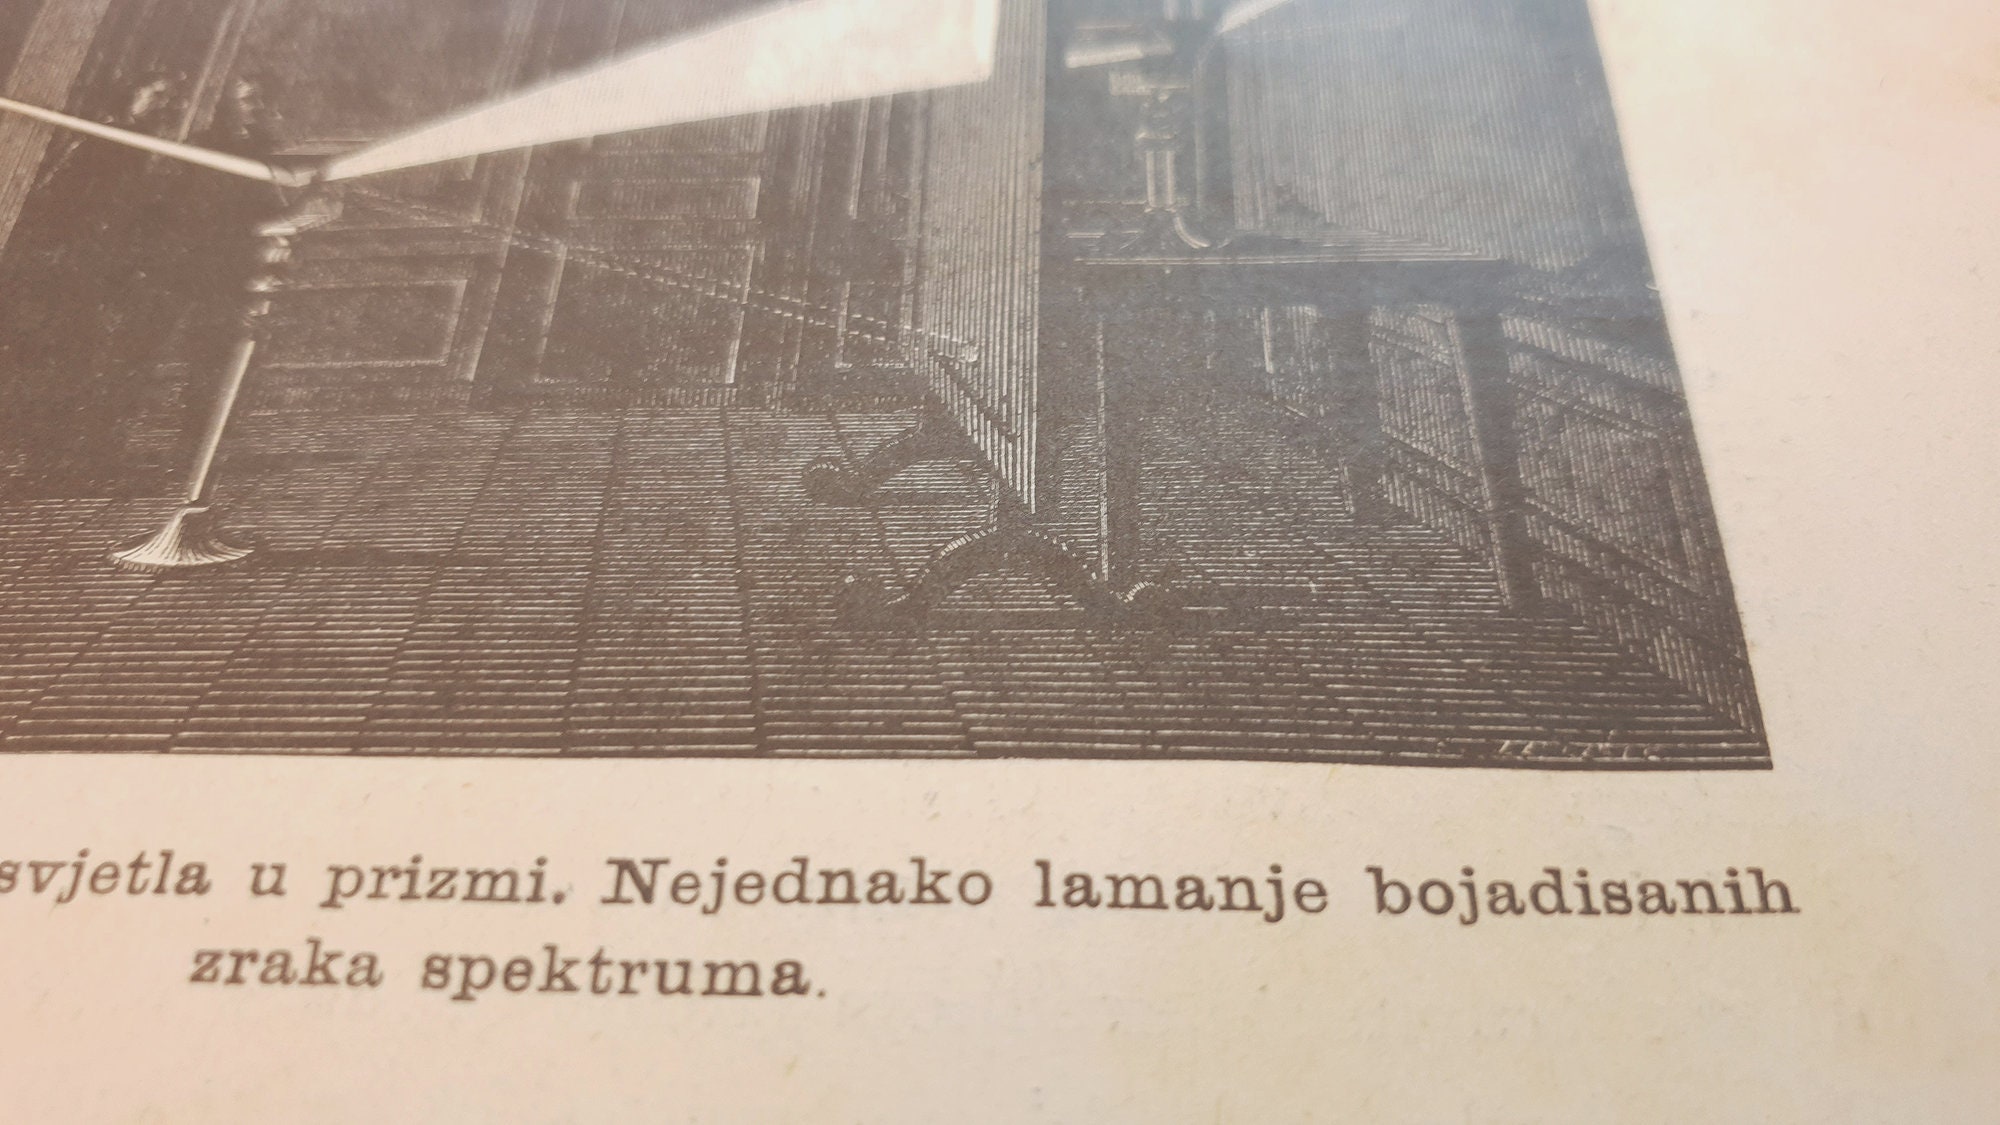 svjetla u prizmi. Nejednako lamanje bojadisanih
zraka spektruma.